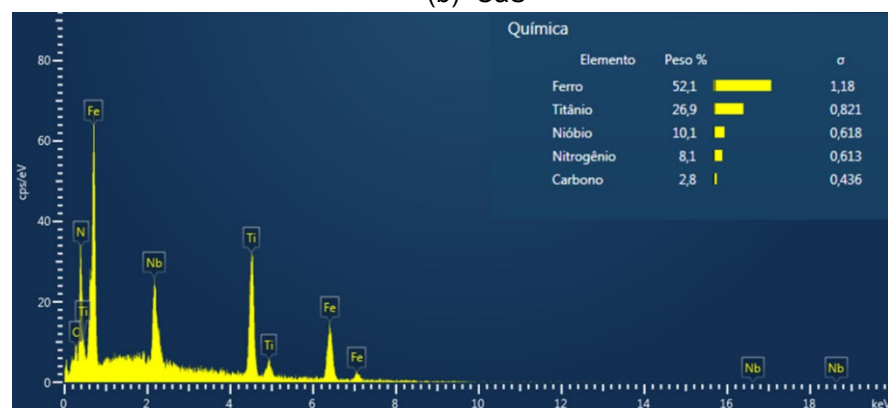 (b) CaS
Química
Elemento Peso % σ
Ferro 52,1 1,18
Titânio 26,9 0,821
Nióbio 10,1 0,618
Nitrogênio 8,1 0,613
Carbono 2,8 0,436
80
60
40
20
0
cps/eV
Fe
N
Ti
C
Nb
Ti
Ti
Fe
Fe
Nb Nb
0 2 4 6 8 10 12 14 16 18 keV